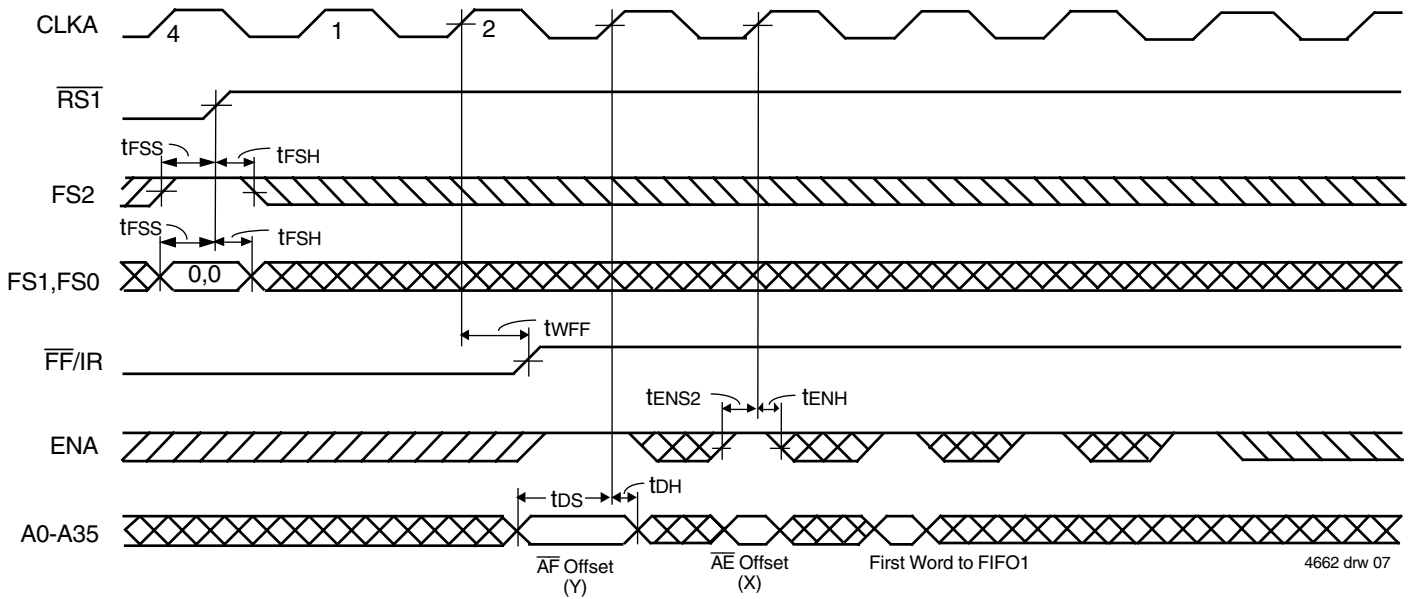 CLKA
4
1
2
RS1
tFSS
tFSH
FS2
tFSS
tFSH
FS1,FS0
0,0
tWFF
FF/IR
tENS2
tENH
ENA
tDS
tDH
A0-A35
AF Offset
(Y)
AE Offset
(X)
First Word to FIFO1
4662 drw 07